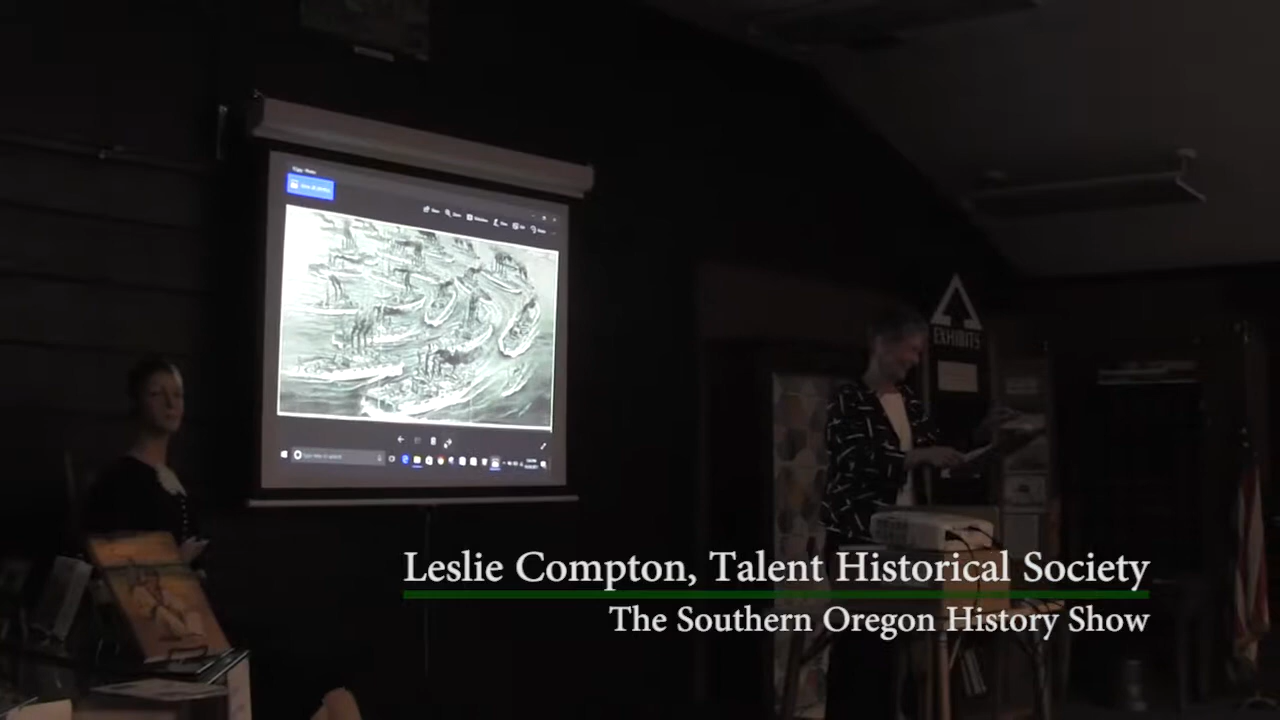 EXHIBITS
Leslie Compton, Talent Historical Society
The Southern Oregon History Show